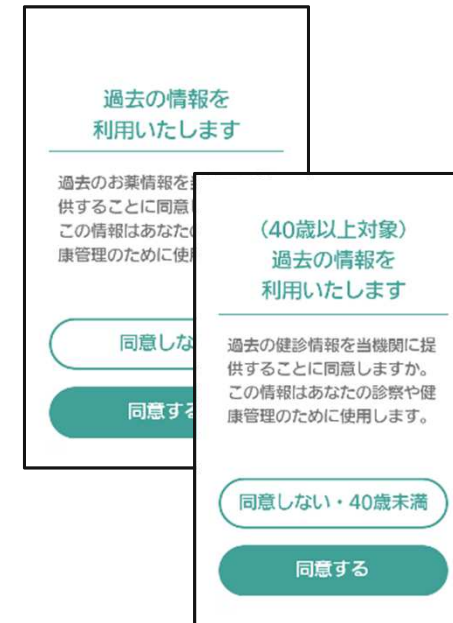 過去の情報を
利用いたします
過去のお薬情報を
供することに同意
この情報はあなた
康管理のために使
同意しな
同意する
（40歳以上対象）
過去の情報を
利用いたします
過去の健診情報を当機関に提
供することに同意しますか。
この情報はあなたの診察や健
康管理のために使用します。
同意しない・40歳未満
同意する